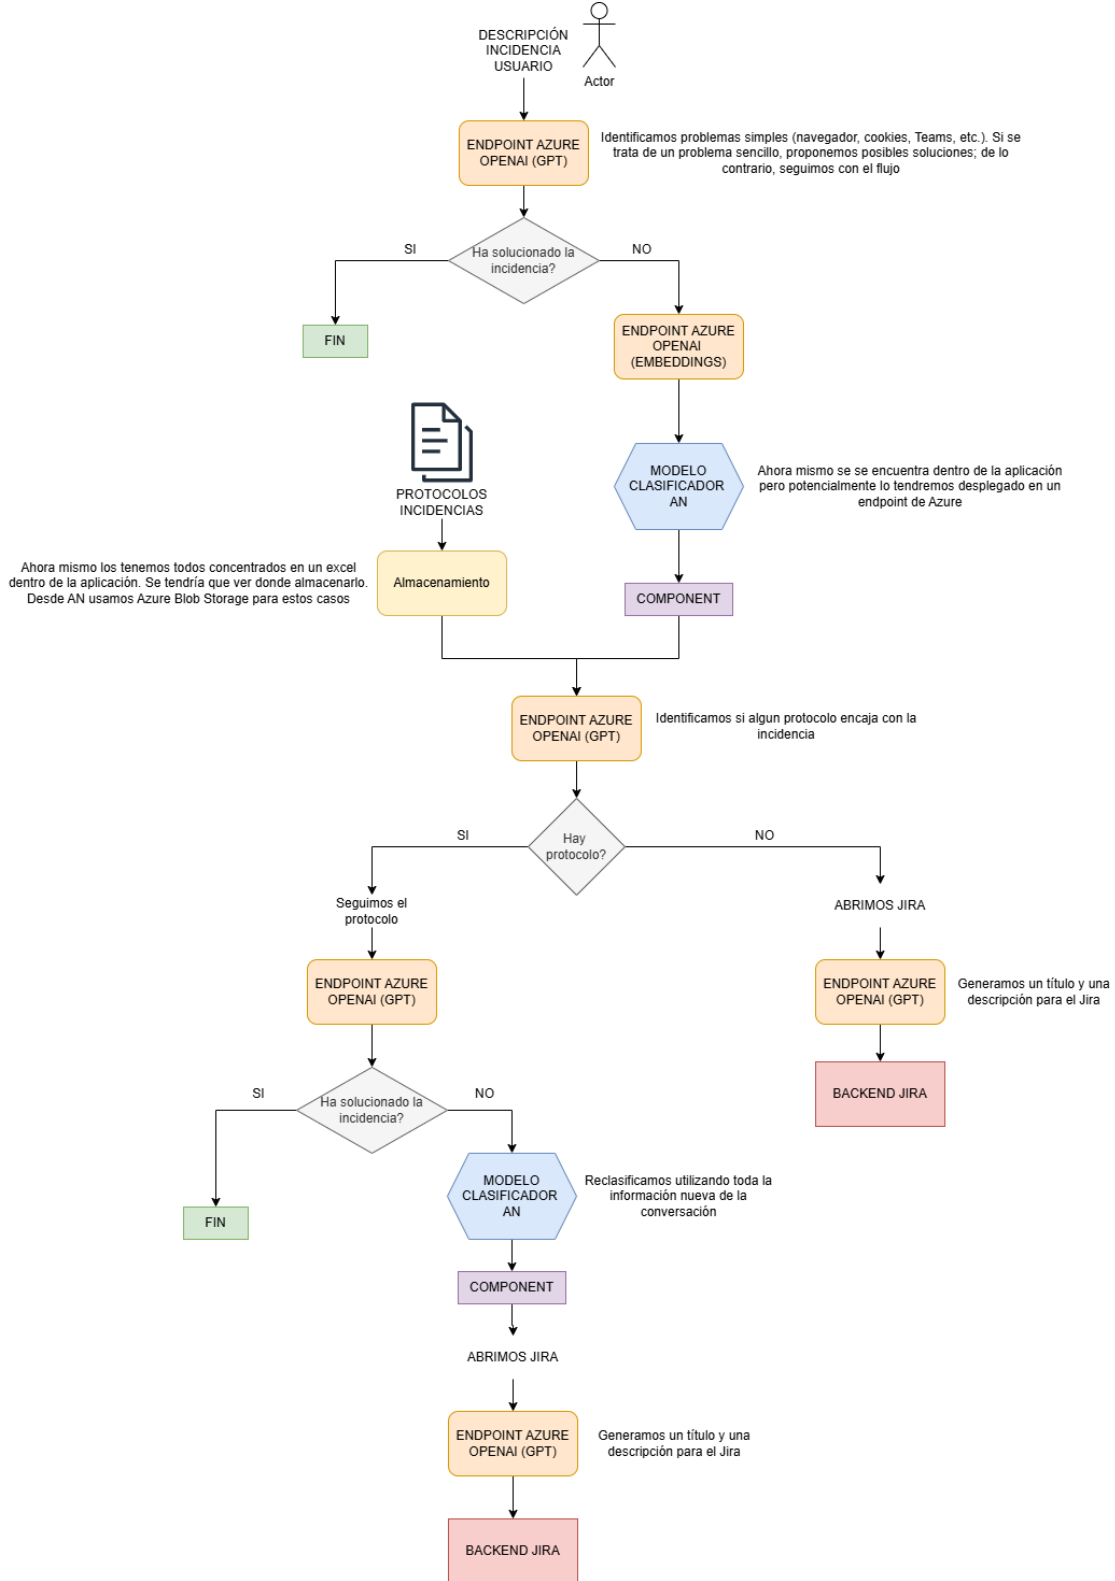 DESCRIPCIÓN
INCIDENCIA
USUARIO
Actor
ENDPOINT AZURE
OPENAI (GPT)
Identificamos problemas simples (navegador, cookies, Teams, etc.). Si se
trata de un problema sencillo, proponemos posibles soluciones; de lo
contrario, seguimos con el flujo
Ha solucionado la
incidencia?
SI
NO
FIN
ENDPOINT AZURE
OPENAI
(EMBEDDINGS)
PROTOCOLOS
INCIDENCIAS
MODELO
CLASIFICADOR
AN
Ahora mismo se se encuentra dentro de la aplicación
pero potencialmente lo tendremos desplegado en un
endpoint de Azure
Ahora mismo los tenemos todos concentrados en un excel
dentro de la aplicación. Se tendría que ver donde almacenarlo.
Desde AN usamos Azure Blob Storage para estos casos
Almacenamiento
COMPONENT
ENDPOINT AZURE
OPENAI (GPT)
Identificamos si algun protocolo encaja con la
incidencia
Hay
protocolo?
SI
NO
Seguimos el
protocolo
ABRIMOS JIRA
ENDPOINT AZURE
OPENAI (GPT)
ENDPOINT AZURE
OPENAI (GPT)
Generamos un título y una
descripción para el Jira
BACKEND JIRA
Ha solucionado la
incidencia?
SI
NO
FIN
MODELO
CLASIFICADOR
AN
Reclasificamos utilizando toda la
información nueva de la
conversación
COMPONENT
ABRIMOS JIRA
ENDPOINT AZURE
OPENAI (GPT)
Generamos un título y una
descripción para el Jira
BACKEND JIRA